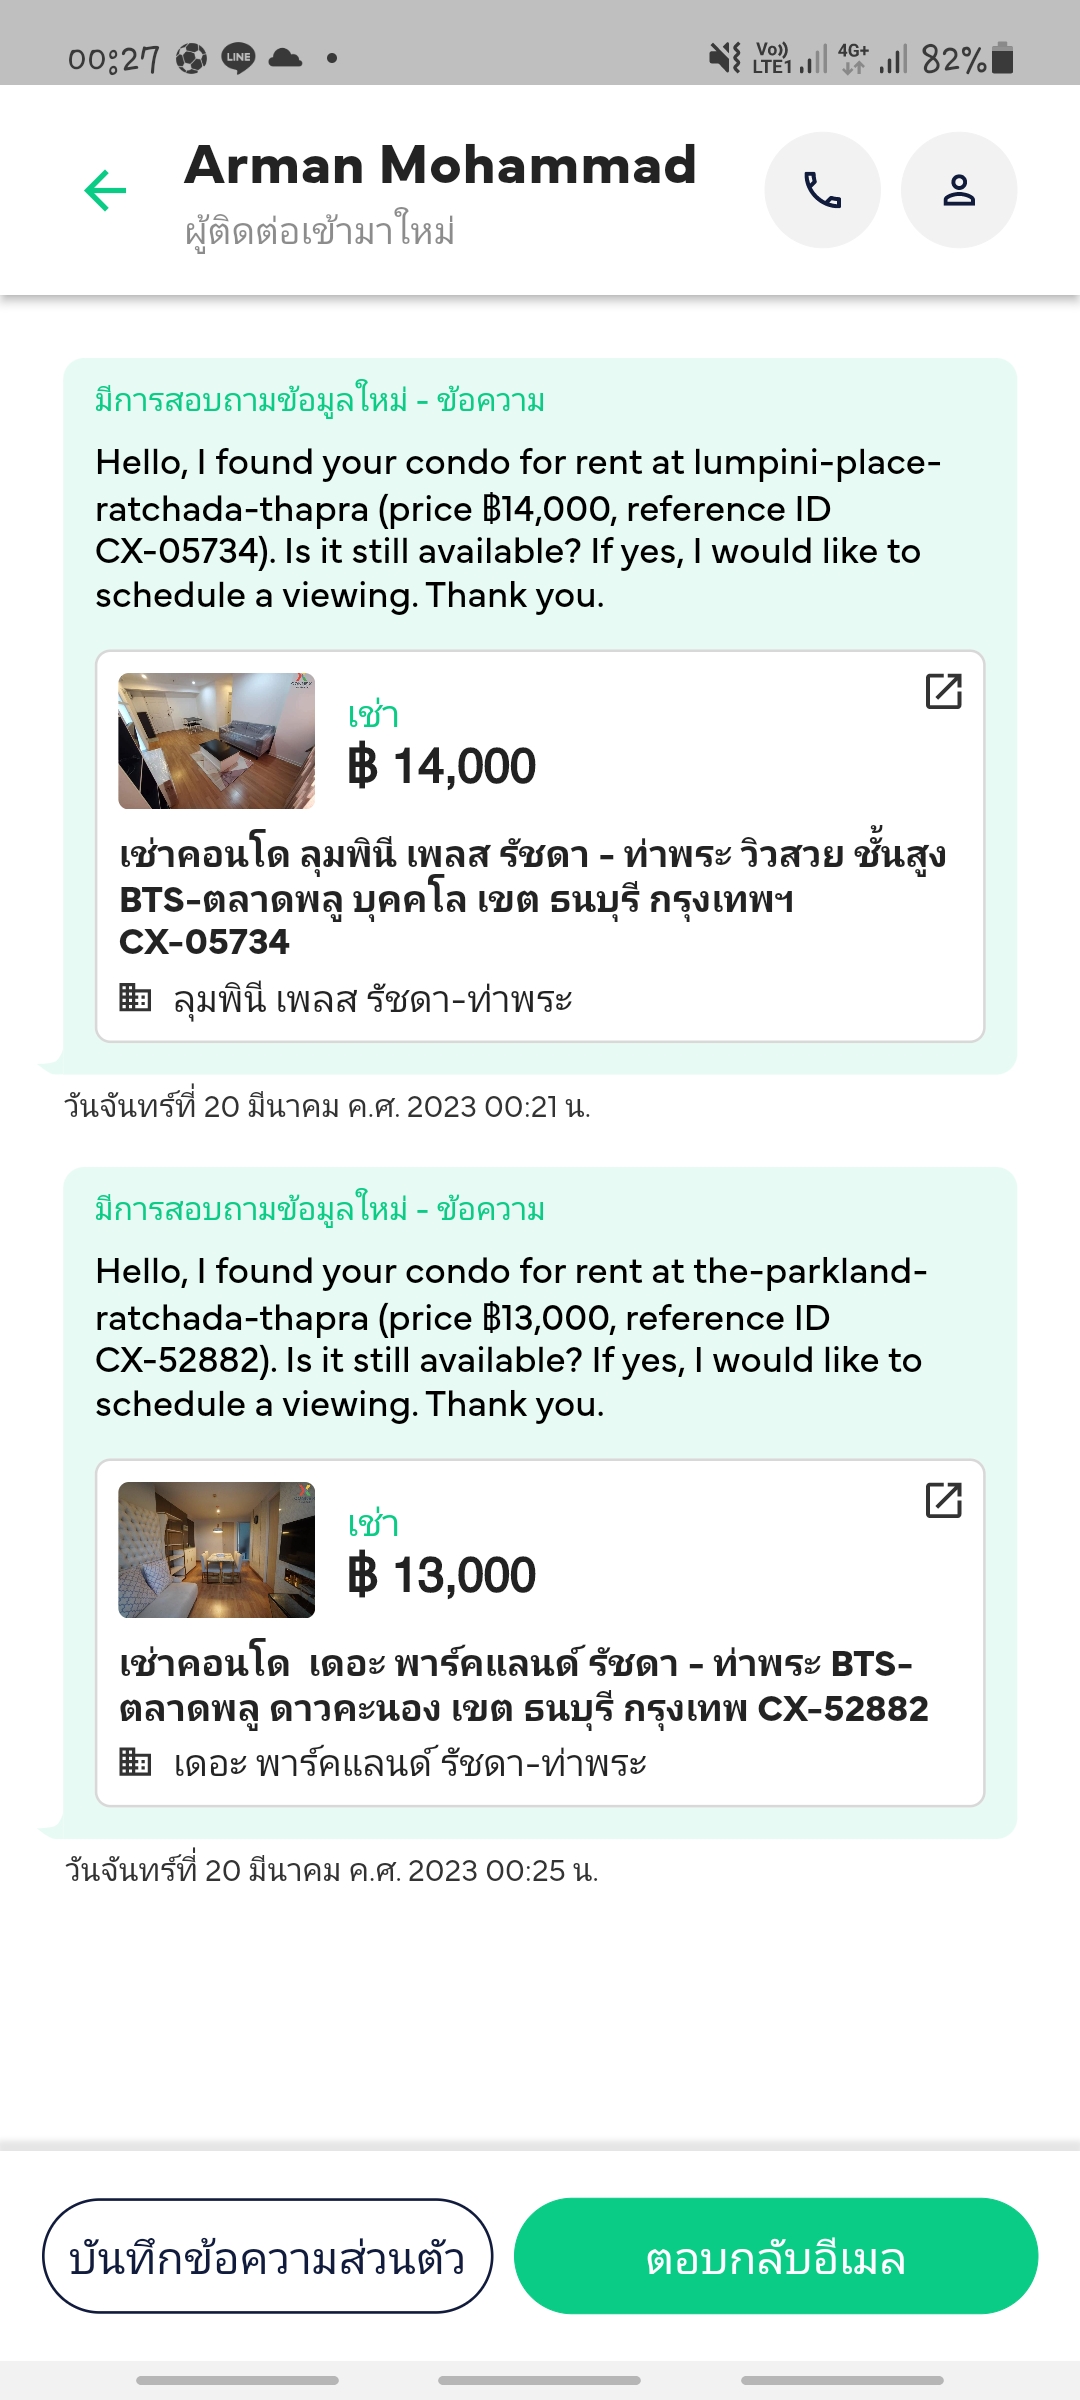 00:27 LINE Vo)) LTE1 4G+ 82%
Arman Mohammad
ผู้ติดต่อเข้ามาใหม่
มีการสอบถามข้อมูลใหม่ - ข้อความ
Hello, I found your condo for rent at lumpini-place-
ratchada-thapra (price ฿14,000, reference ID
CX-05734). Is it still available? If yes, I would like to
schedule a viewing. Thank you.
เช่า
฿ 14,000
เช่าคอนโด ลุมพินี เพลส รัชดา - ท่าพระ วิวสวย ชั้นสูง
BTS-ตลาดพลู บุคคโล เขต ธนบุรี กรุงเทพฯ
CX-05734
ลุมพินี เพลส รัชดา-ท่าพระ
วันจันทร์ที่ 20 มีนาคม ค.ศ. 2023 00:21 น.
มีการสอบถามข้อมูลใหม่ - ข้อความ
Hello, I found your condo for rent at the-parkland-
ratchada-thapra (price ฿13,000, reference ID
CX-52882). Is it still available? If yes, I would like to
schedule a viewing. Thank you.
เช่า
฿ 13,000
เช่าคอนโด  เดอะ พาร์คแลนด์ รัชดา - ท่าพระ BTS-
ตลาดพลู ดาวคะนอง เขต ธนบุรี กรุงเทพ CX-52882
เดอะ พาร์คแลนด์ รัชดา-ท่าพระ
วันจันทร์ที่ 20 มีนาคม ค.ศ. 2023 00:25 น.
บันทึกข้อความส่วนตัว
ตอบกลับอีเมล